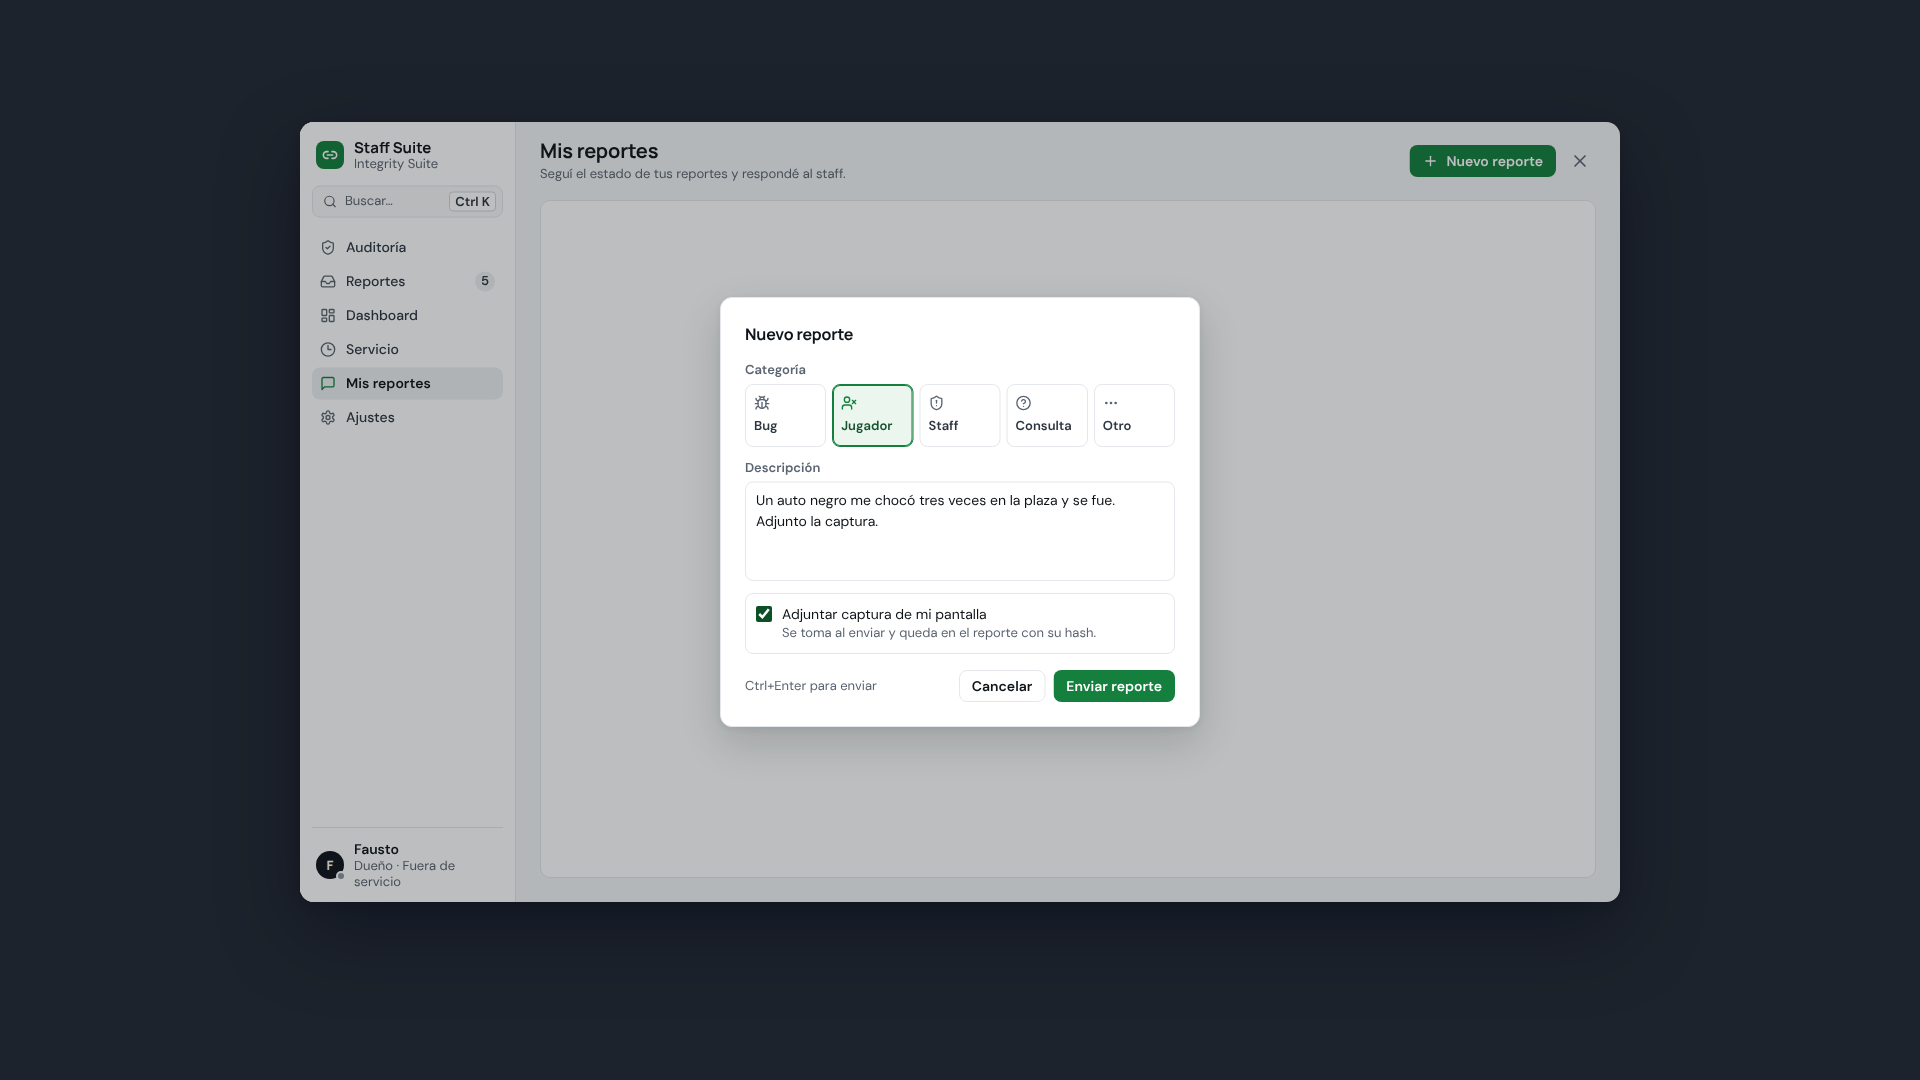 Staff Suite
Integrity Suite
Buscar...
Ctrl K
Auditoría
Reportes
5
Dashboard
Servicio
Mis reportes
Ajustes
Fausto
Dueño · Fuera de
servicio
F
Mis reportes
Seguí el estado de tus reportes y respondé al staff.
Nuevo reporte
Nuevo reporte
Categoría
Bug
Jugador
Staff
Consulta
Otro
Descripción
Un auto negro me chocó tres veces en la plaza y se fue.
Adjunto la captura.
Adjuntar captura de mi pantalla
Se toma al enviar y queda en el reporte con su hash.
Ctrl+Enter para enviar
Cancelar
Enviar reporte